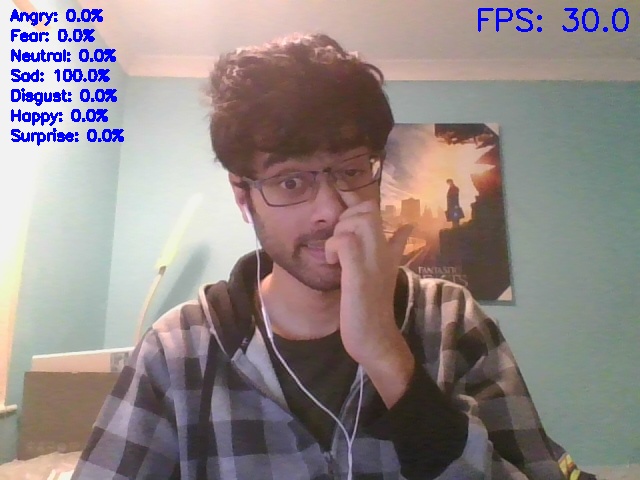 Angry: 0.0%
FPS: 30.0
Fear: 0.0%
Neutral: 0.0%
Sad: 100.0%
Disgust: 0.0%
Happy: 0.0%
Surprise: 0.0%
FANTASTIC